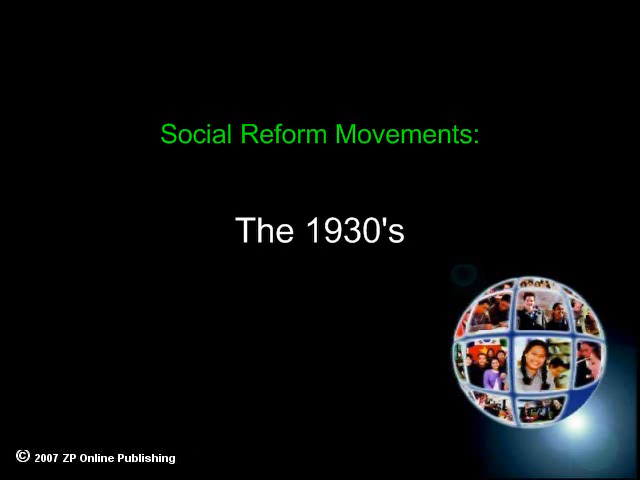 Social Reform Movements:
The 1930's
© 2007 ZP Online Publishing